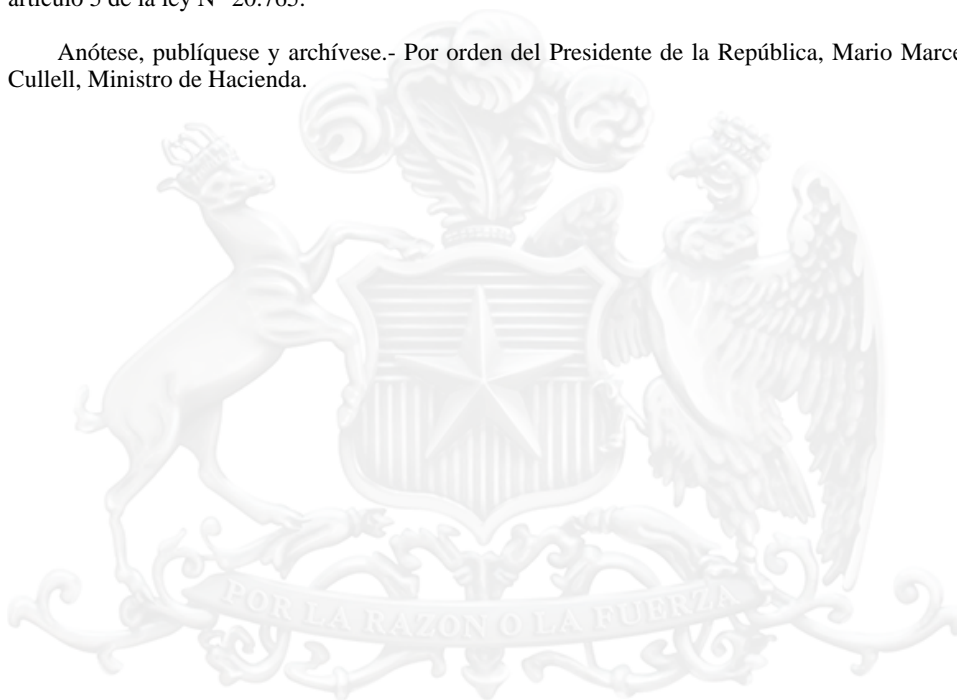 artículo 3 de la ley N° 20.765.
Anótese, publíquese y archívese.- Por orden del Presidente de la República, Mario Marce
Cullell, Ministro de Hacienda.
POR LA RAZON O LA FUERZA